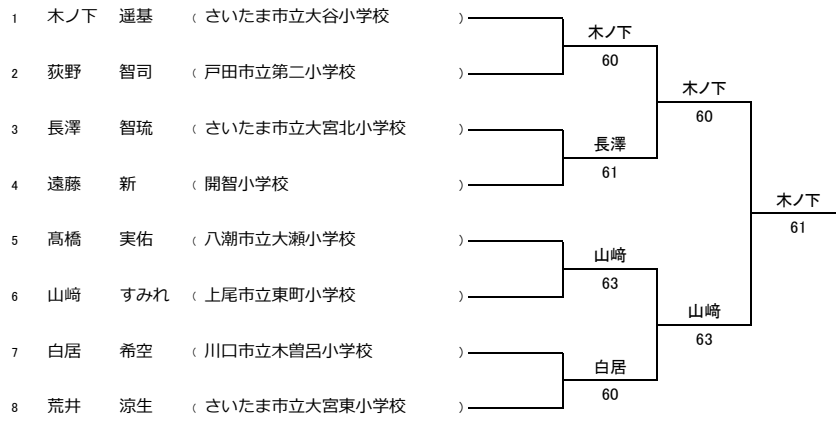 1 木ノ下 遥基 ( さいたま市立大谷小学校 )
木ノ下
60
2 荻野 智司 ( 戸田市立第二小学校 )
木ノ下
60
3 長澤 智琉 ( さいたま市立大宮北小学校 )
長澤
61
4 遠藤 新 ( 開智小学校 )
木ノ下
61
5 髙橋 実佑 ( 八潮市立大瀬小学校 )
山﨑
63
6 山﨑 すみれ ( 上尾市立東町小学校 )
山﨑
63
7 白居 希空 ( 川口市立木曽呂小学校 )
白居
60
8 荒井 涼生 ( さいたま市立大宮東小学校 )